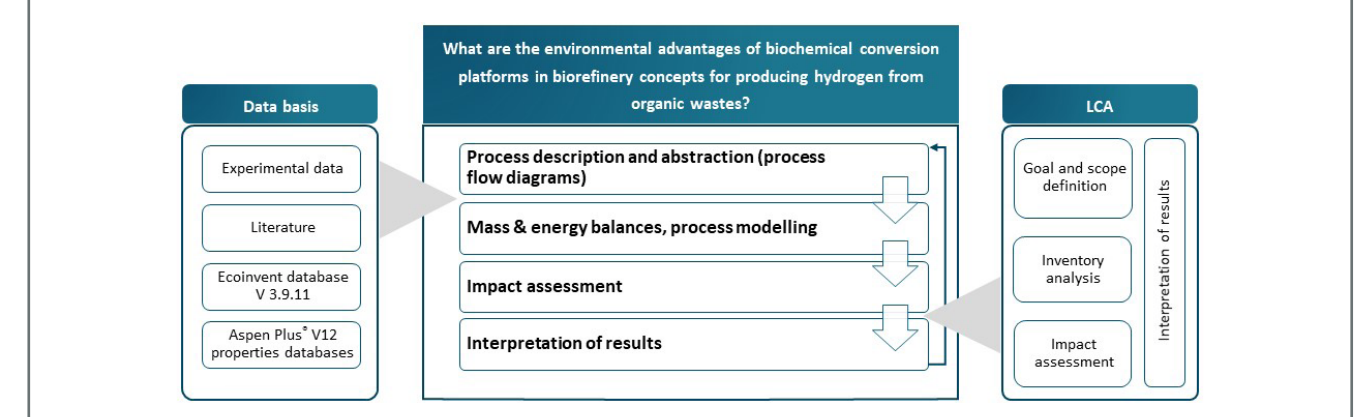 Data basis
Experimental data
Literature
Ecoinvent database
V 3.9.11
Aspen Plus® V12
properties databases
What are the environmental advantages of biochemical conversion
platforms in biorefinery concepts for producing hydrogen from
organic wastes?
Process description and abstraction (process
flow diagrams)
Mass & energy balances, process modelling
Impact assessment
Interpretation of results
LCA
Goal and scope
definition
Inventory
analysis
Impact
assessment
Interpretation of results